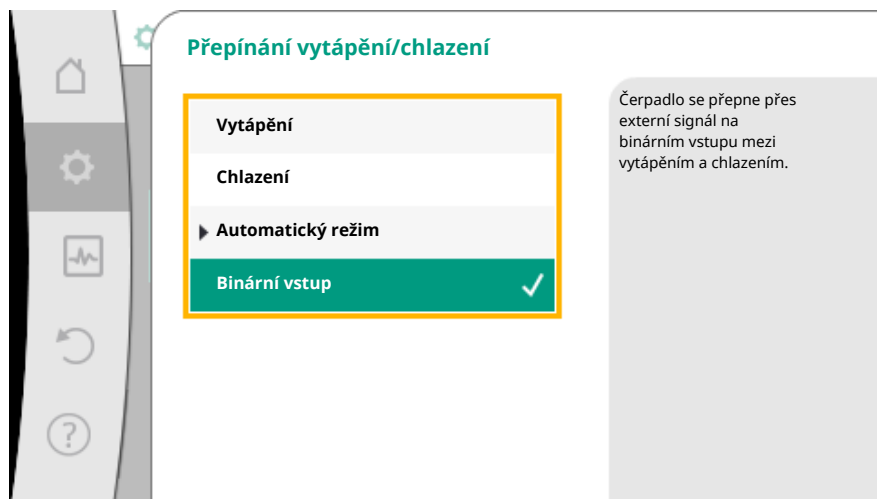 Přepínání vytápění/chlazení
Vytápění
Chlazení
Automatický režim
Binární vstup
Čerpadlo se přepne přes
externí signál na
binárním vstupu mezi
vytápěním a chlazením.
?